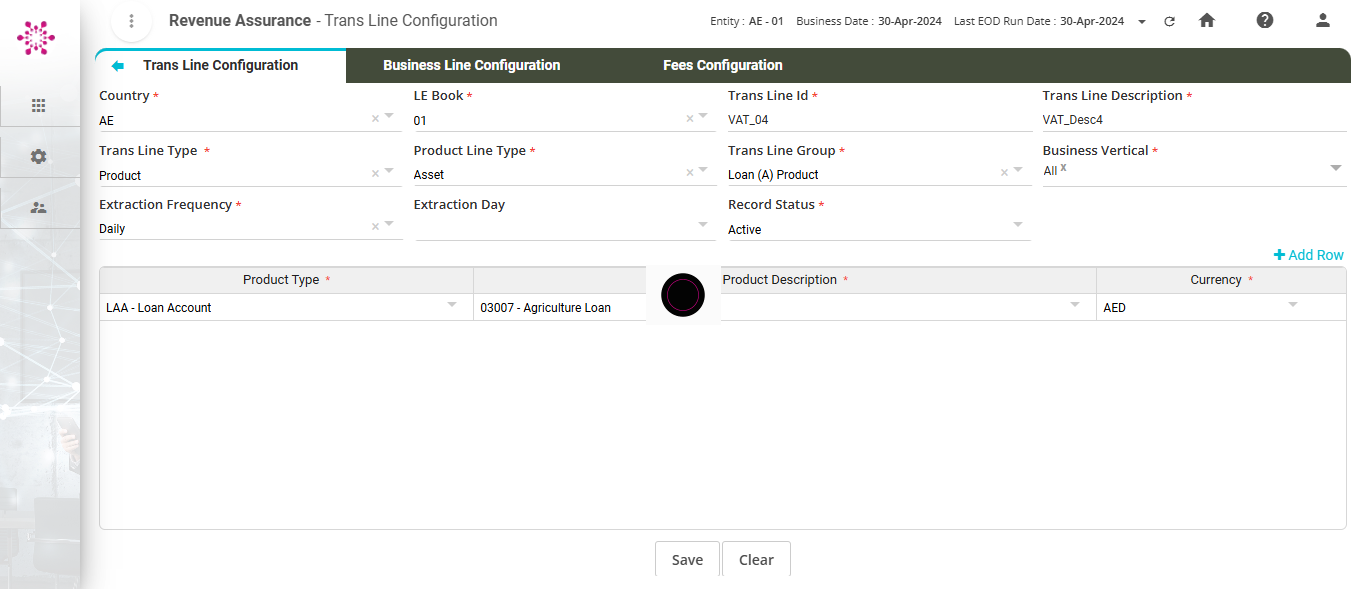 Revenue Assurance - Trans Line Configuration
Entity : AE - 01 Business Date : 30-Apr-2024 Last EOD Run Date : 30-Apr-2024
Trans Line Configuration Business Line Configuration Fees Configuration
Country * LE Book * Trans Line Id * Trans Line Description *
AE × 01 × VAT_04 VAT_Desc4
Trans Line Type * Product Line Type * Trans Line Group * Business Vertical *
Product × Asset × Loan (A) Product × All x
Extraction Frequency * Extraction Day Record Status *
Daily × Active
+ Add Row
Product Type * Product Description * Currency *
LAA - Loan Account 03007 - Agriculture Loan AED
Save Clear